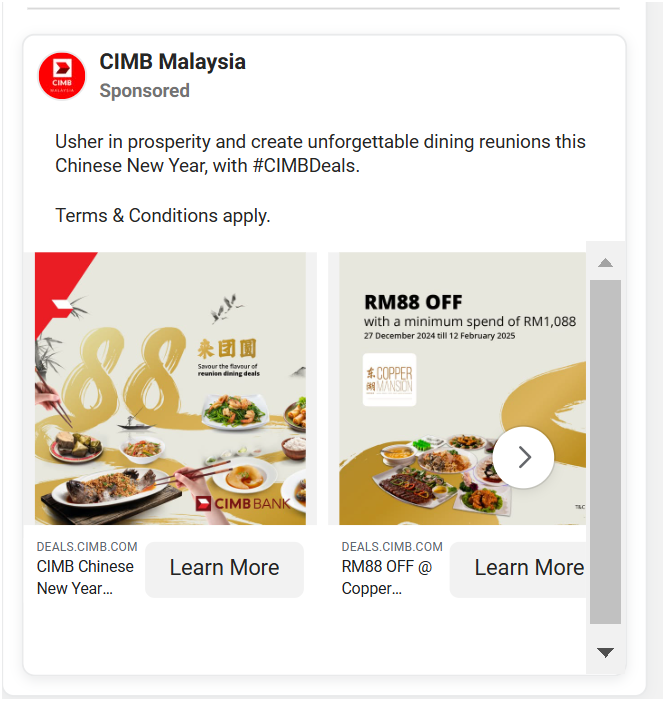 CIMB
MALAYSIA
CIMB Malaysia
Sponsored
Usher in prosperity and create unforgettable dining reunions this
Chinese New Year, with #CIMBDeals.
Terms & Conditions apply.
88
来团圆
Savour the flavour of
reunion dining deals
CIMB BANK
RM88 OFF
with a minimum spend of RM1,088
27 December 2024 till 12 February 2025
东
湖
COPPER
MANSION
T&C
DEALS.CIMB.COM
CIMB Chinese
New Year...
Learn More
DEALS.CIMB.COM
RM88 OFF @
Copper...
Learn More